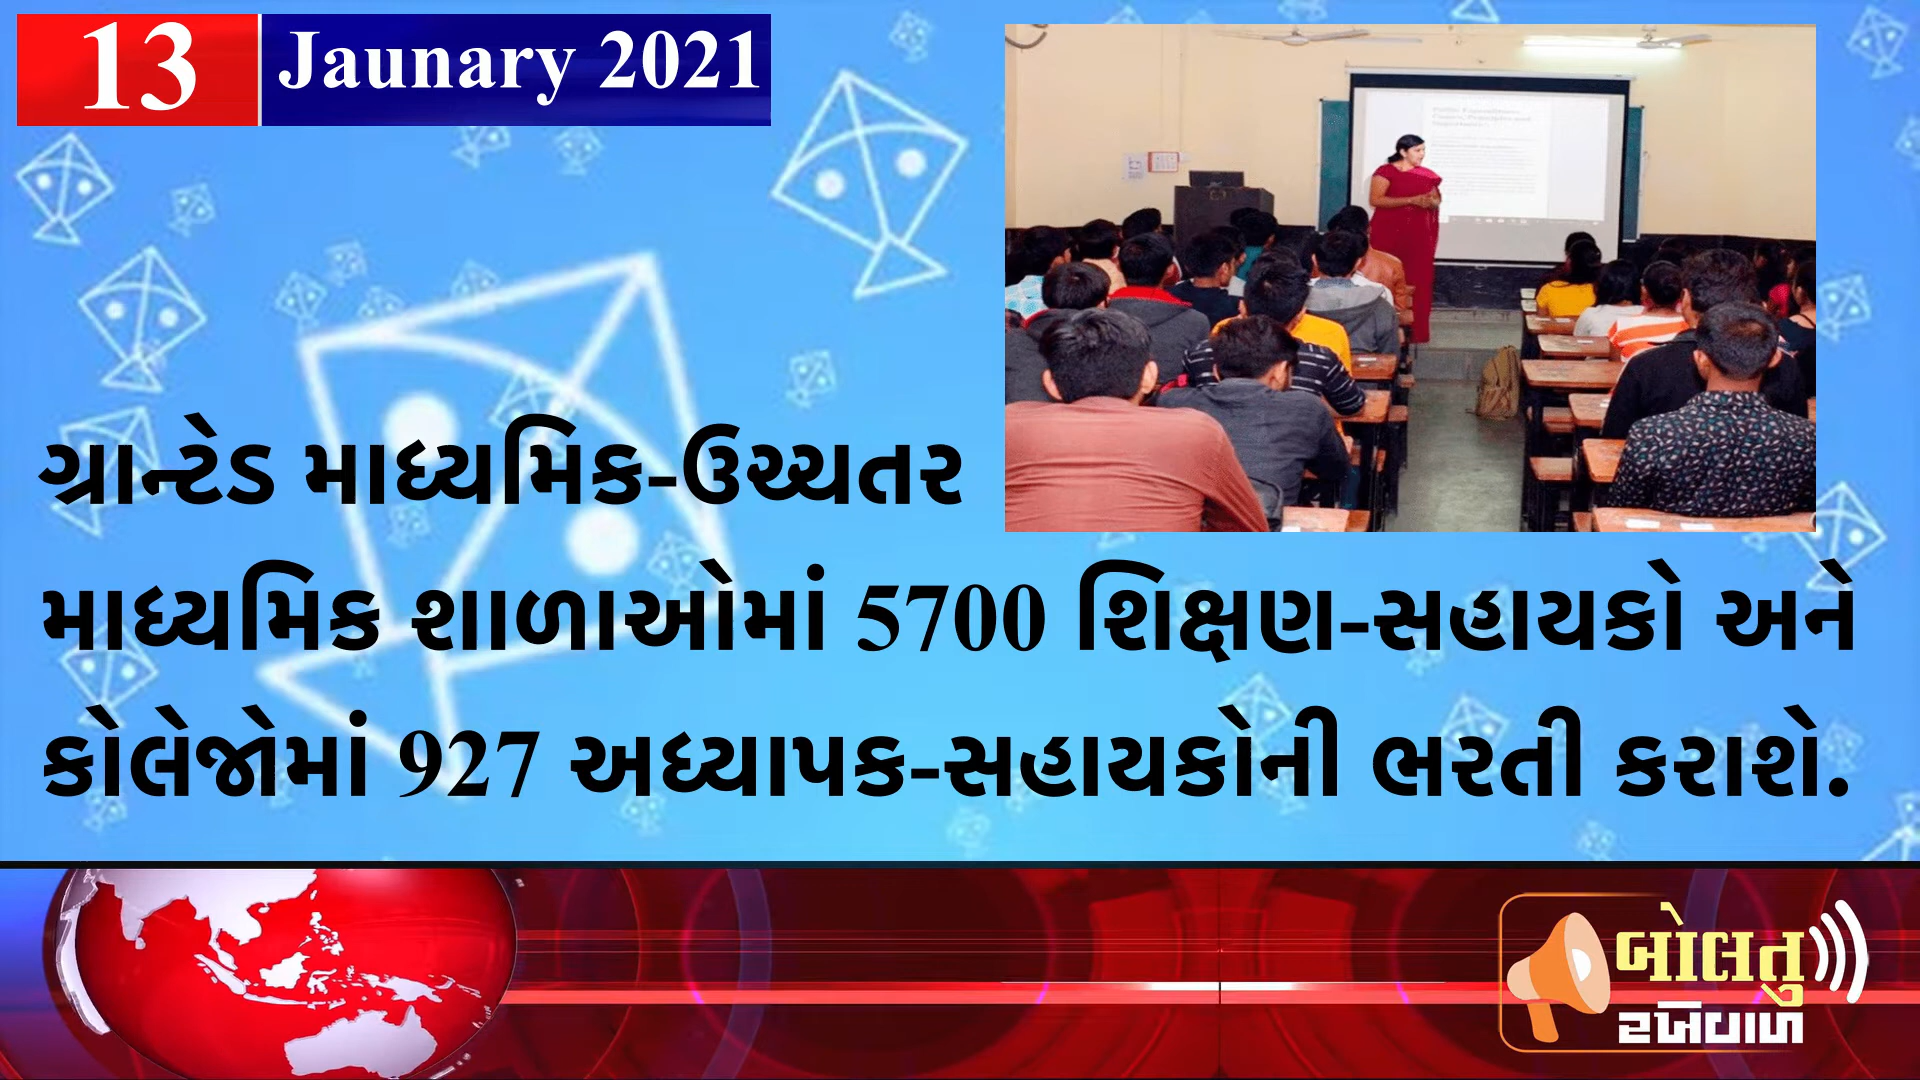 13
Jaunary 2021
ગ્રાન્ટેડ માધ્યમિક-ઉચ્ચતર
માધ્યમિક શાળાઓમાં 5700 શિક્ષણ-સહાયકો અને
કોલેજોમાં 927 અધ્યાપક-સહાયકોની ભરતી કરાશે.
બોલતુ
રખેવાળ